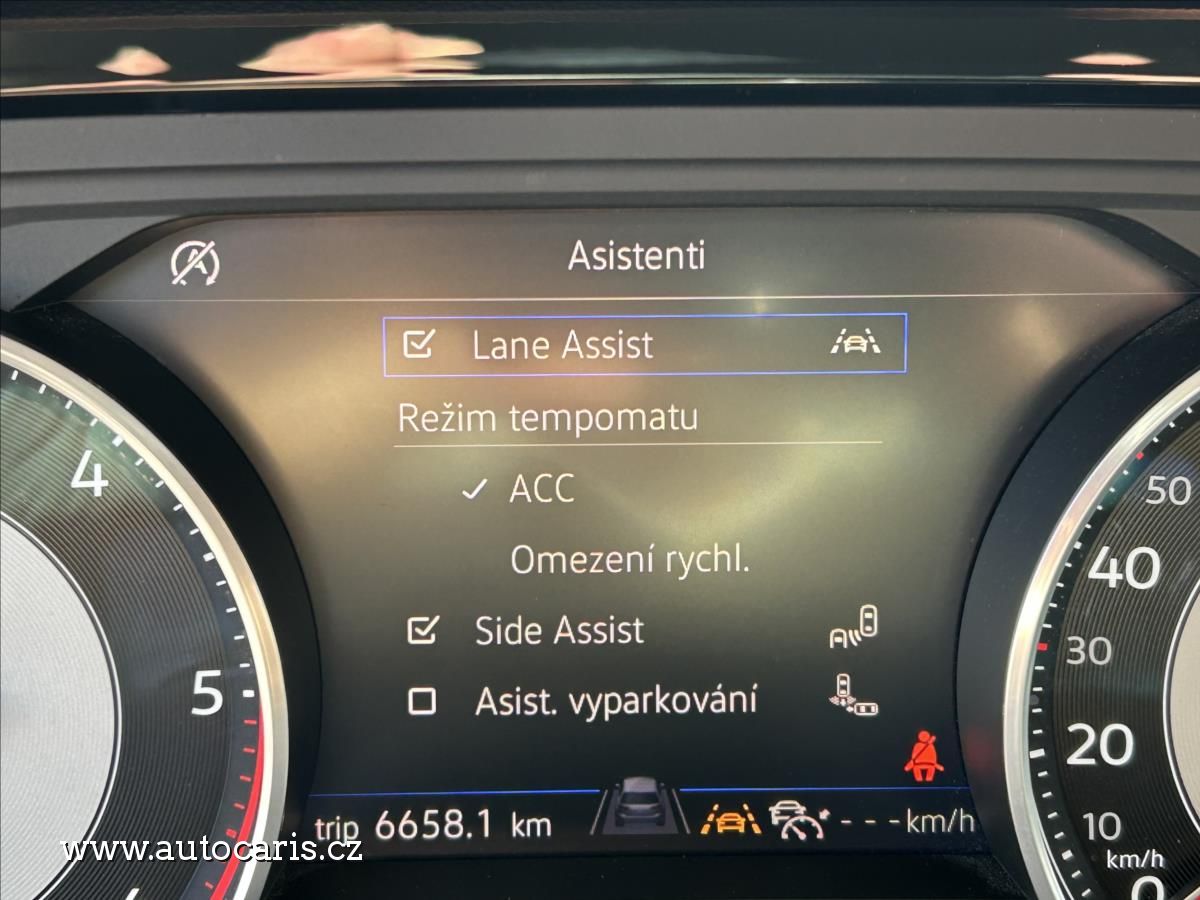 Asistenti
Lane Assist
Režim tempomatu
ACC
Omezení rychl.
Side Assist
Asist. vyparkování
trip 6658.1 km
- - - km/h
4
5
50
40
30
20
10
km/h
0
www.autocaris.cz